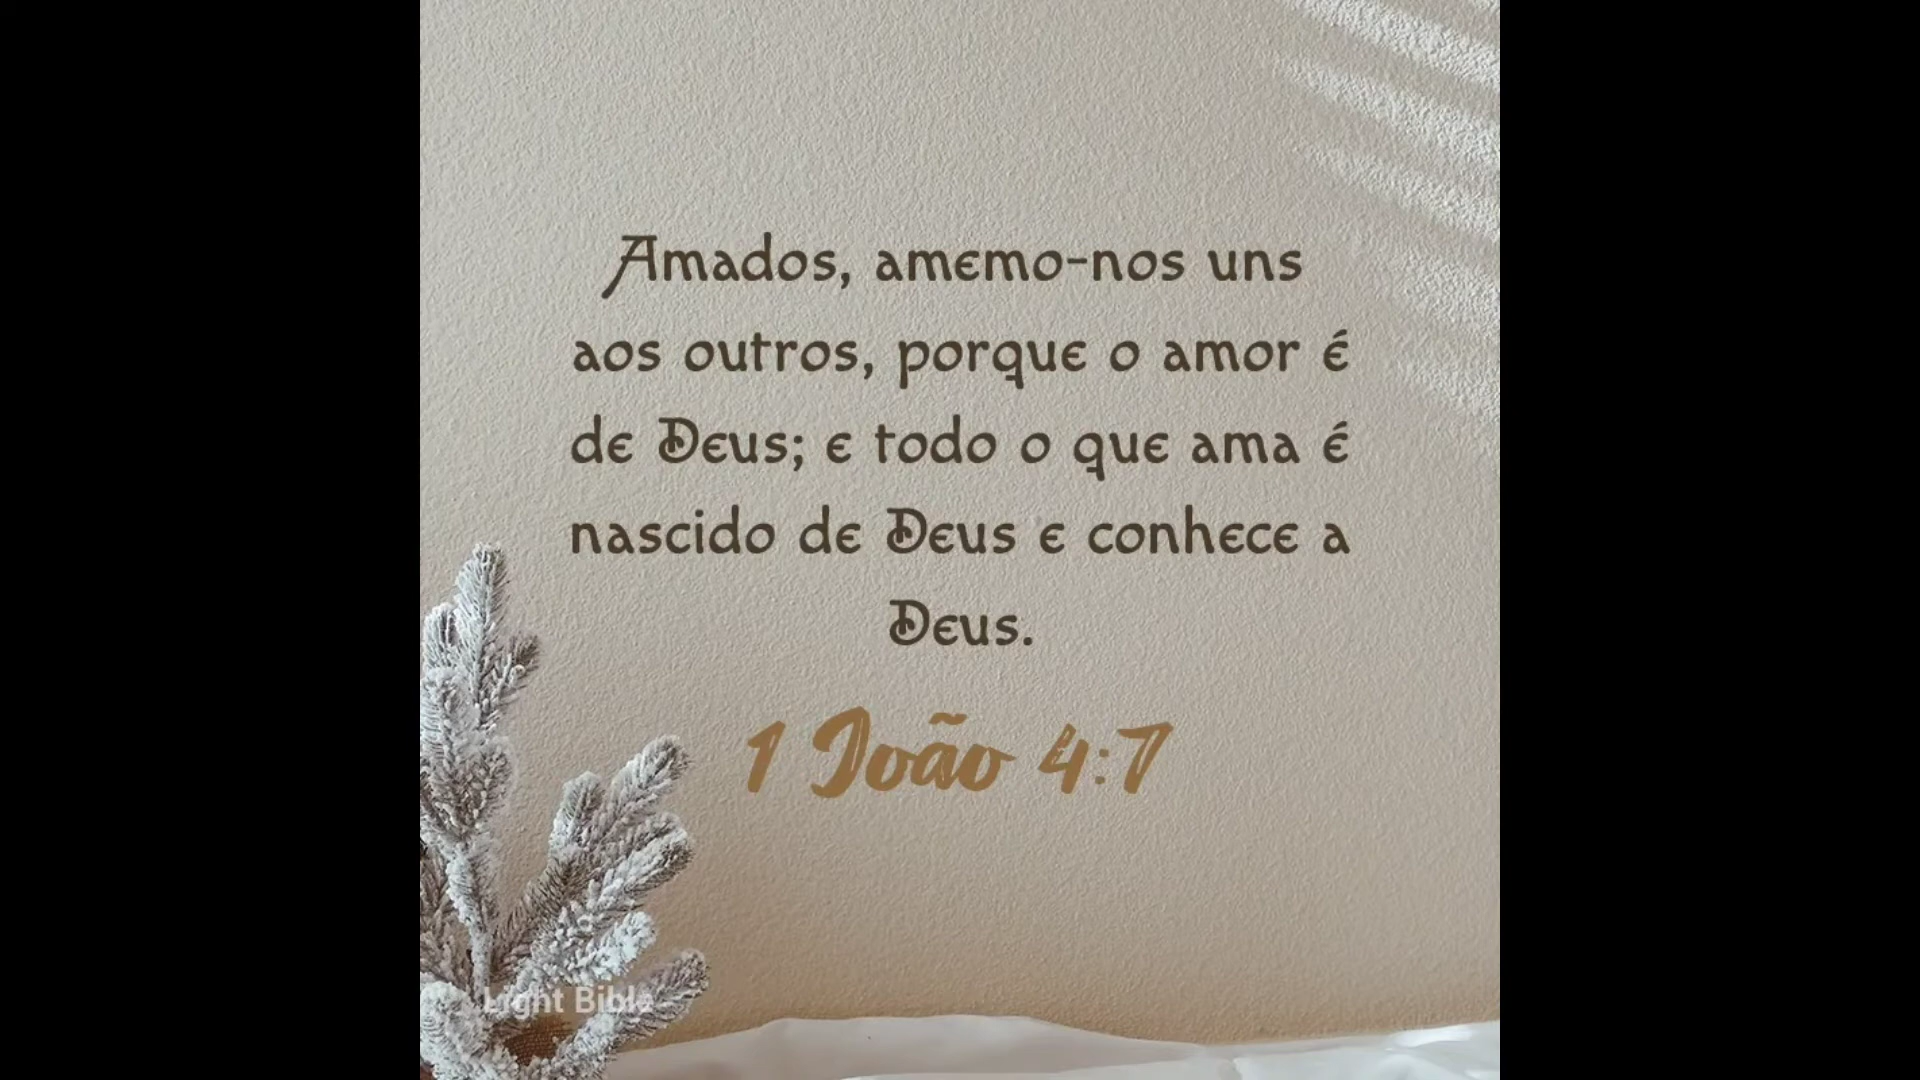 Amados, amemo-nos uns
aos outros, porque o amor é
de Deus; e todo o que ama é
nascido de Deus e conhece a
Deus.
1 João 4:7
Light Bible